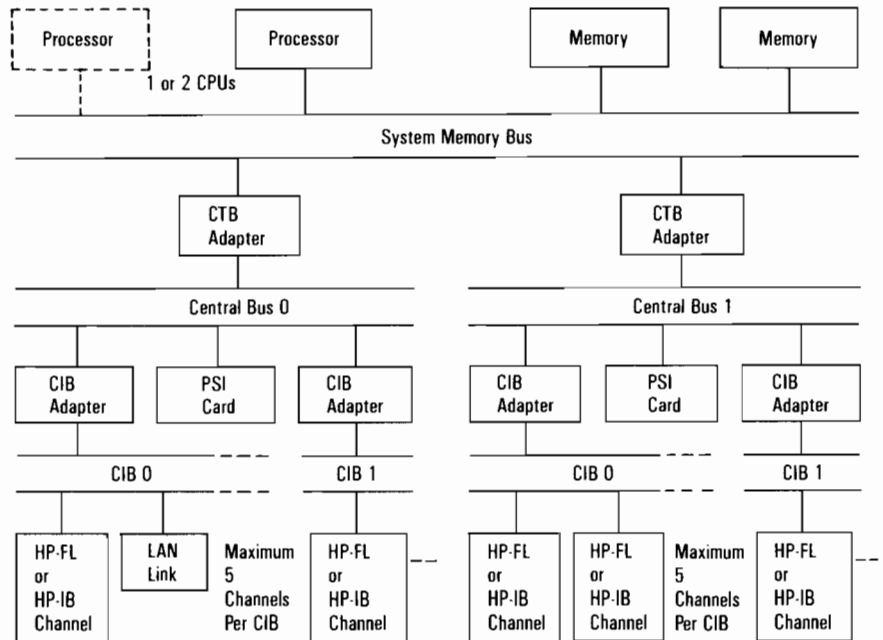 Processor
Processor
Memory
Memory
1 or 2 CPUs
System Memory Bus
CTB
Adapter
CTB
Adapter
Central Bus 0
Central Bus 1
CIB
Adapter
PSI
Card
CIB
Adapter
CIB
Adapter
PSI
Card
CIB
Adapter
CIB 0
CIB 1
CIB 0
CIB 1
HP-FL
or
HP-IB
Channel
LAN
Link
Maximum
5
Channels
Per CIB
HP-FL
or
HP-IB
Channel
HP-FL
or
HP-IB
Channel
HP-FL
or
HP-IB
Channel
Maximum
5
Channels
Per CIB
HP-FL
or
HP-IB
Channel